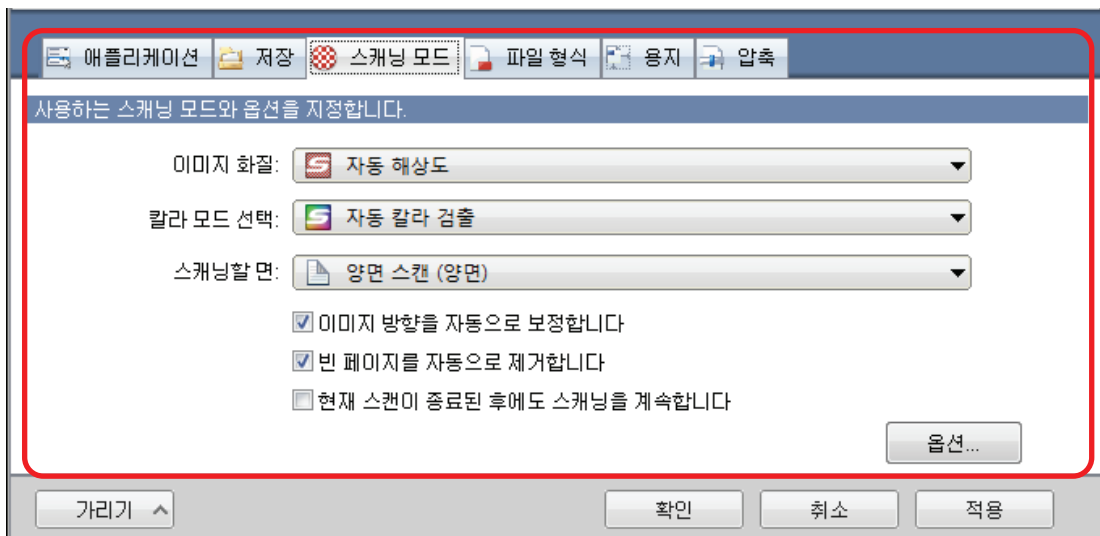 애플리케이션 저장 스캐닝 모드 파일 형식 용지 압축
사용하는 스캐닝 모드와 옵션을 지정합니다.
이미지 화질: 자동 해상도
칼라 모드 선택: 자동 칼라 검출
스캐닝할 면: 양면 스캔 (양면)
이미지 방향을 자동으로 보정합니다
빈 페이지를 자동으로 제거합니다
현재 스캔이 종료된 후에도 스캐닝을 계속합니다
옵션...
가리기 확인 취소 적용